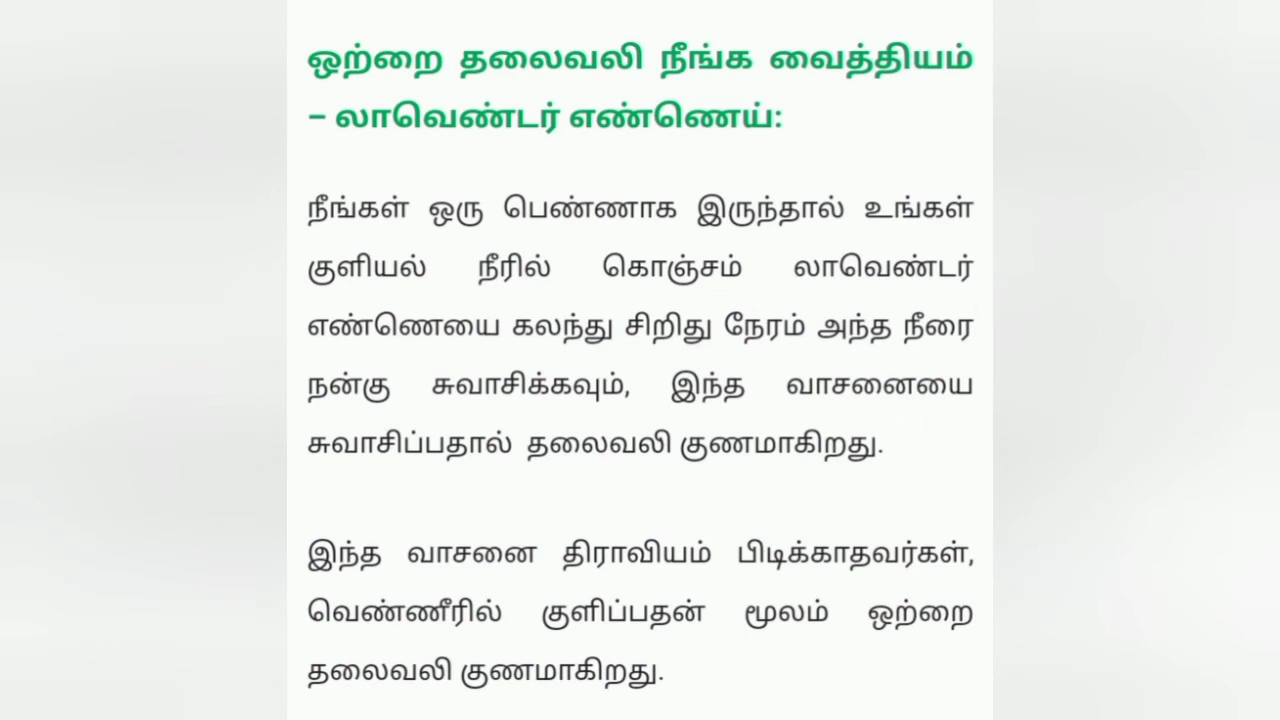 ஒற்றை தலைவலி நீங்க வைத்தியம்
– லாவெண்டர் எண்ணெய்:
நீங்கள் ஒரு பெண்ணாக இருந்தால் உங்கள்
குளியல் நீரில் கொஞ்சம் லாவெண்டர்
எண்ணெயை கலந்து சிறிது நேரம் அந்த நீரை
நன்கு சுவாசிக்கவும், இந்த வாசனையை
சுவாசிப்பதால் தலைவலி குணமாகிறது.
இந்த வாசனை திராவியம் பிடிக்காதவர்கள்,
வெண்ணீரில் குளிப்பதன் மூலம் ஒற்றை
தலைவலி குணமாகிறது.